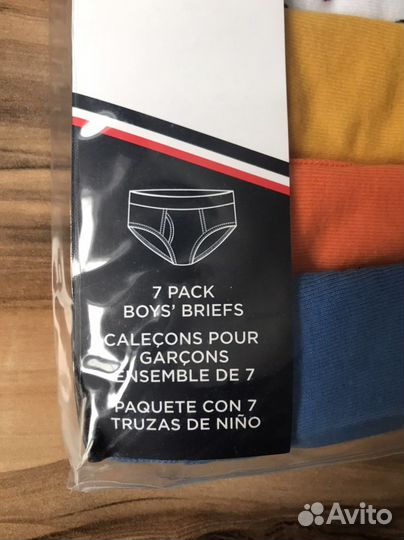 7 PACK
BOYS' BRIEFS
CALEÇONS POUR
GARÇONS
ENSEMBLE DE 7
PAQUETE CON 7
TRUZAS DE NIÑO
Avito